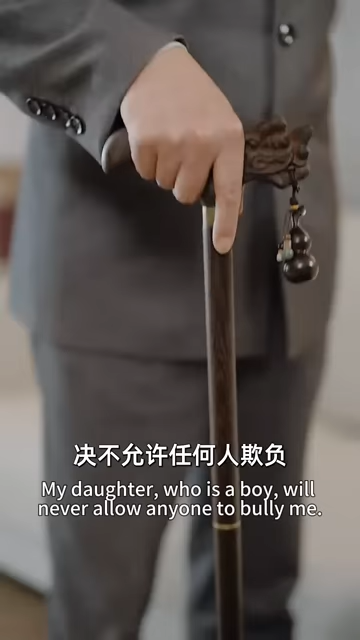 决不允许任何人欺负
My daughter, who is a boy, will
never allow anyone to bully me.